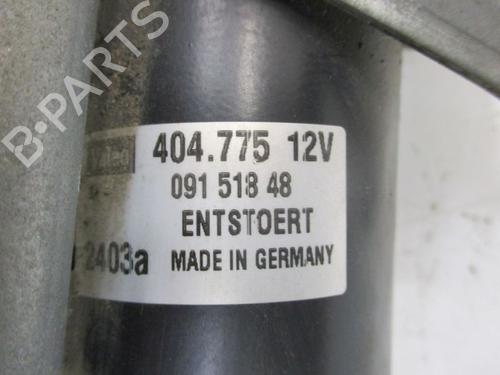 B-PARTS
Valeo
404.775 12V
091 518 48
ENTSTOERT
2403a MADE IN GERMANY